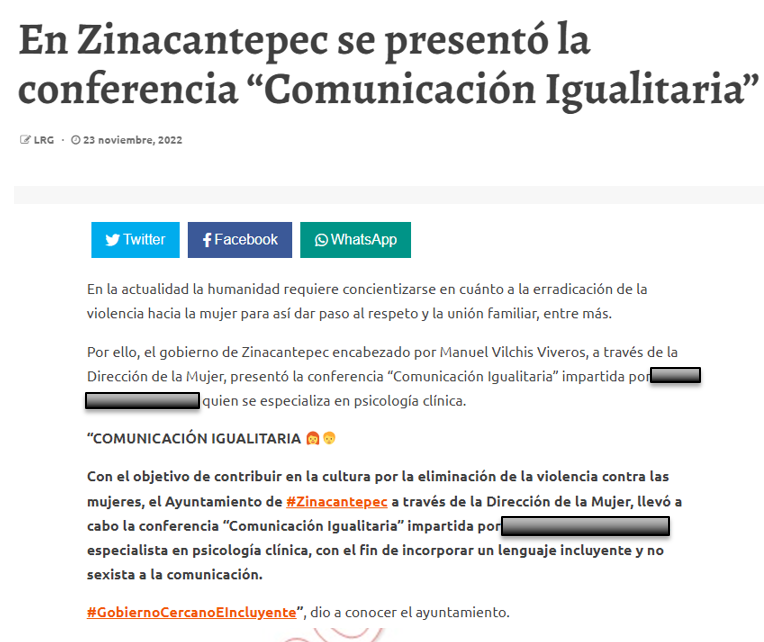 En Zinacantepec se presentó la
conferencia “Comunicación Igualitaria”
LRG · 23 noviembre, 2022
Twitter Facebook WhatsApp
En la actualidad la humanidad requiere concientizarse en cuánto a la erradicación de la
violencia hacia la mujer para así dar paso al respeto y la unión familiar, entre más.
Por ello, el gobierno de Zinacantepec encabezado por Manuel Vilchis Viveros, a través de la
Dirección de la Mujer, presentó la conferencia “Comunicación Igualitaria” impartida por
quien se especializa en psicología clínica.
“COMUNICACIÓN IGUALITARIA 👩‍🦰👨‍🦱
Con el objetivo de contribuir en la cultura por la eliminación de la violencia contra las
mujeres, el Ayuntamiento de #Zinacantepec a través de la Dirección de la Mujer, llevó a
cabo la conferencia “Comunicación Igualitaria” impartida por
especialista en psicología clínica, con el fin de incorporar un lenguaje incluyente y no
sexista a la comunicación.
#GobiernoCercanoEIncluyente”, dio a conocer el ayuntamiento.